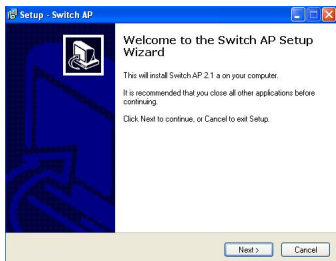 Setup - Switch AP
Welcome to the Switch AP Setup
Wizard
This will install Switch AP 2.1 a on your computer.
It is recommended that you close all other applications before
continuing.
Click Next to continue, or Cancel to exit Setup.
Next >
Cancel